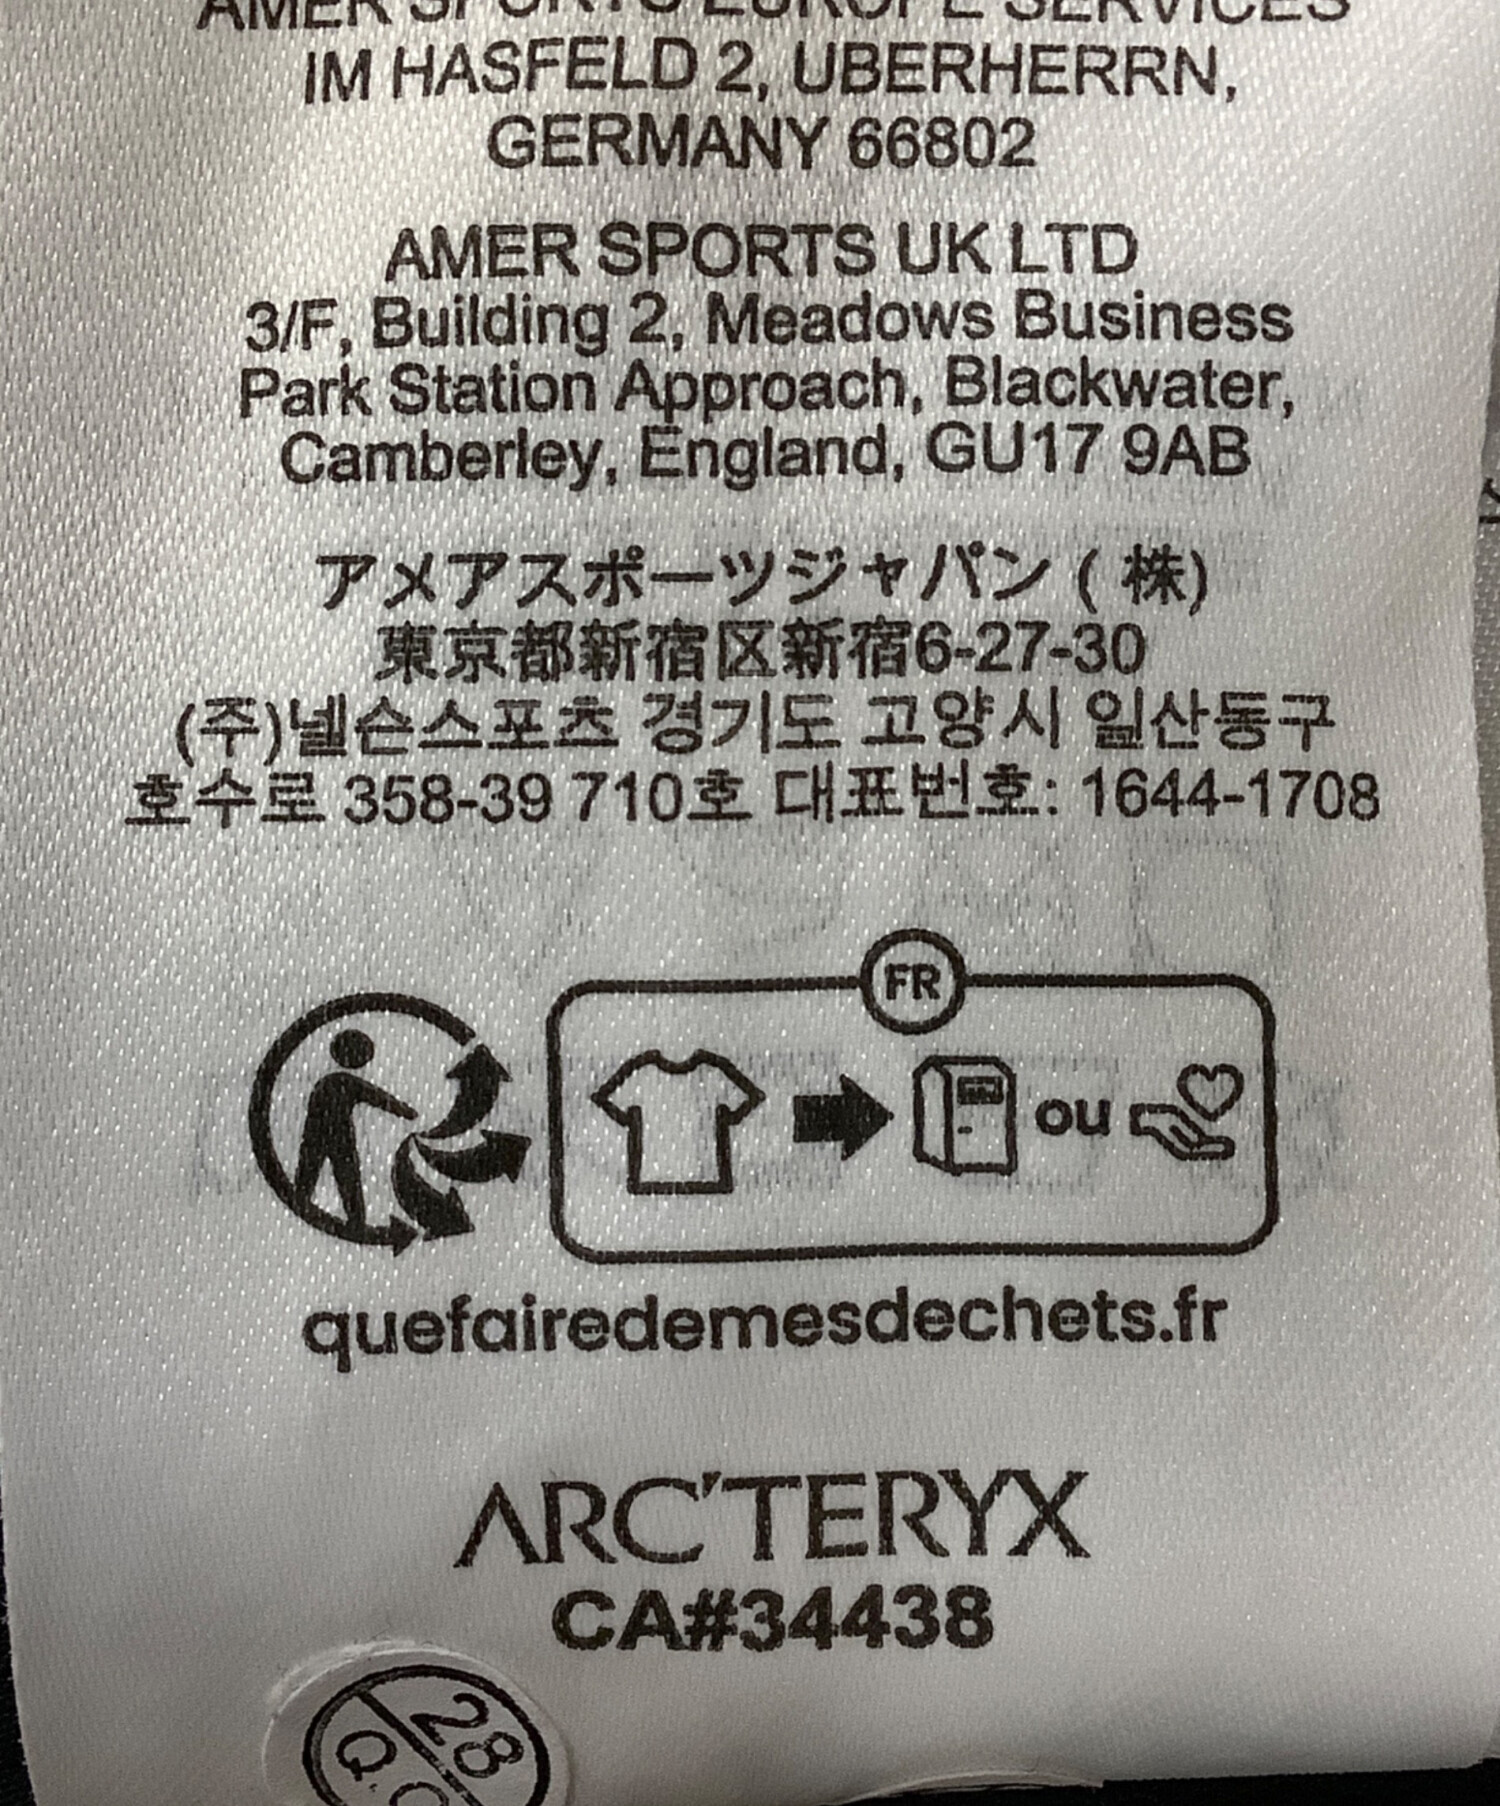 AMER SPORTS EUROPE SERVICES
IM HASFELD 2, UBERHERRN,
GERMANY 66802
AMER SPORTS UK LTD
3/F, Building 2, Meadows Business
Park Station Approach, Blackwater,
Camberley, England, GU17 9AB
アメアスポーツジャパン ( 株)
東京都新宿区新宿6-27-30
(주)넬슨스포츠 경기도 고양시 일산동구
호수로 358-39 710호 대표번호: 1644-1708
FR
ou
quefairedemesdechets.fr
ARC'TERYX
CA#34438
28